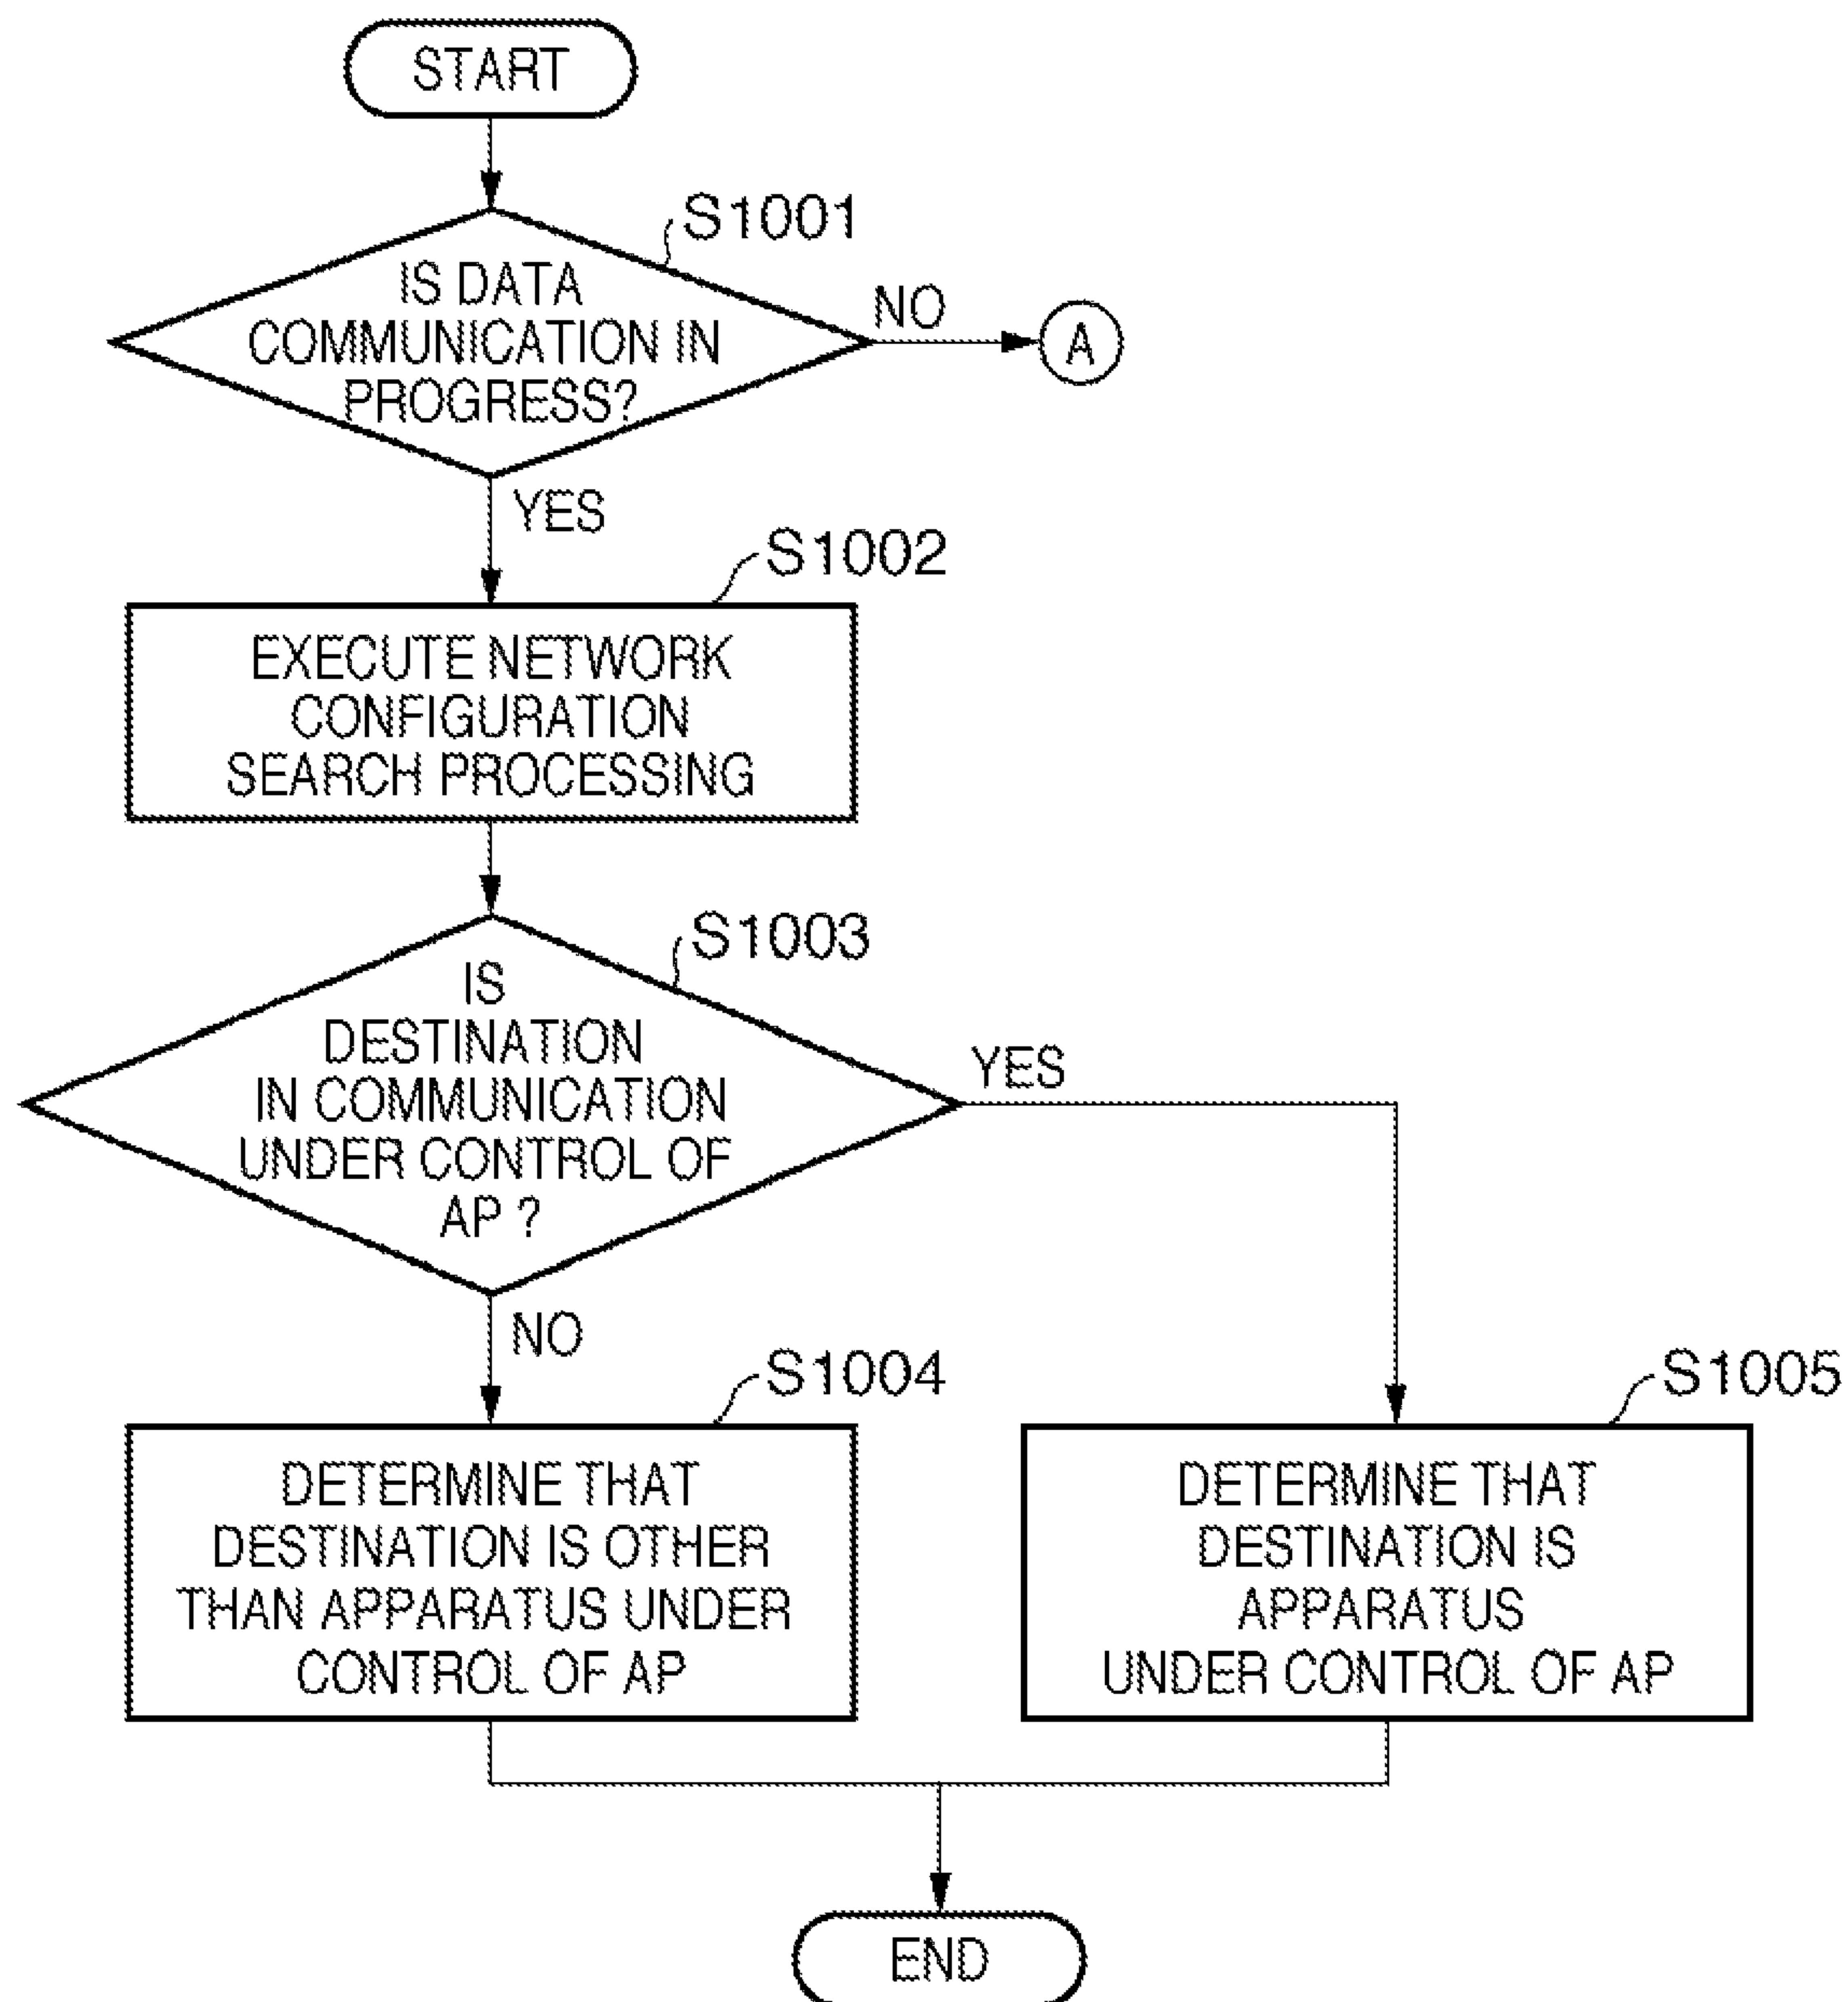 START
S1001
IS DATA
COMMUNICATION IN
PROGRESS?
NO
A
YES
S1002
EXECUTE NETWORK
CONFIGURATION
SEARCH PROCESSING
S1003
IS
DESTINATION
IN COMMUNICATION
UNDER CONTROL OF
AP ?
YES
NO
S1004
DETERMINE THAT
DESTINATION IS OTHER
THAN APPARATUS UNDER
CONTROL OF AP
S1005
DETERMINE THAT
DESTINATION IS
APPARATUS
UNDER CONTROL OF AP
END